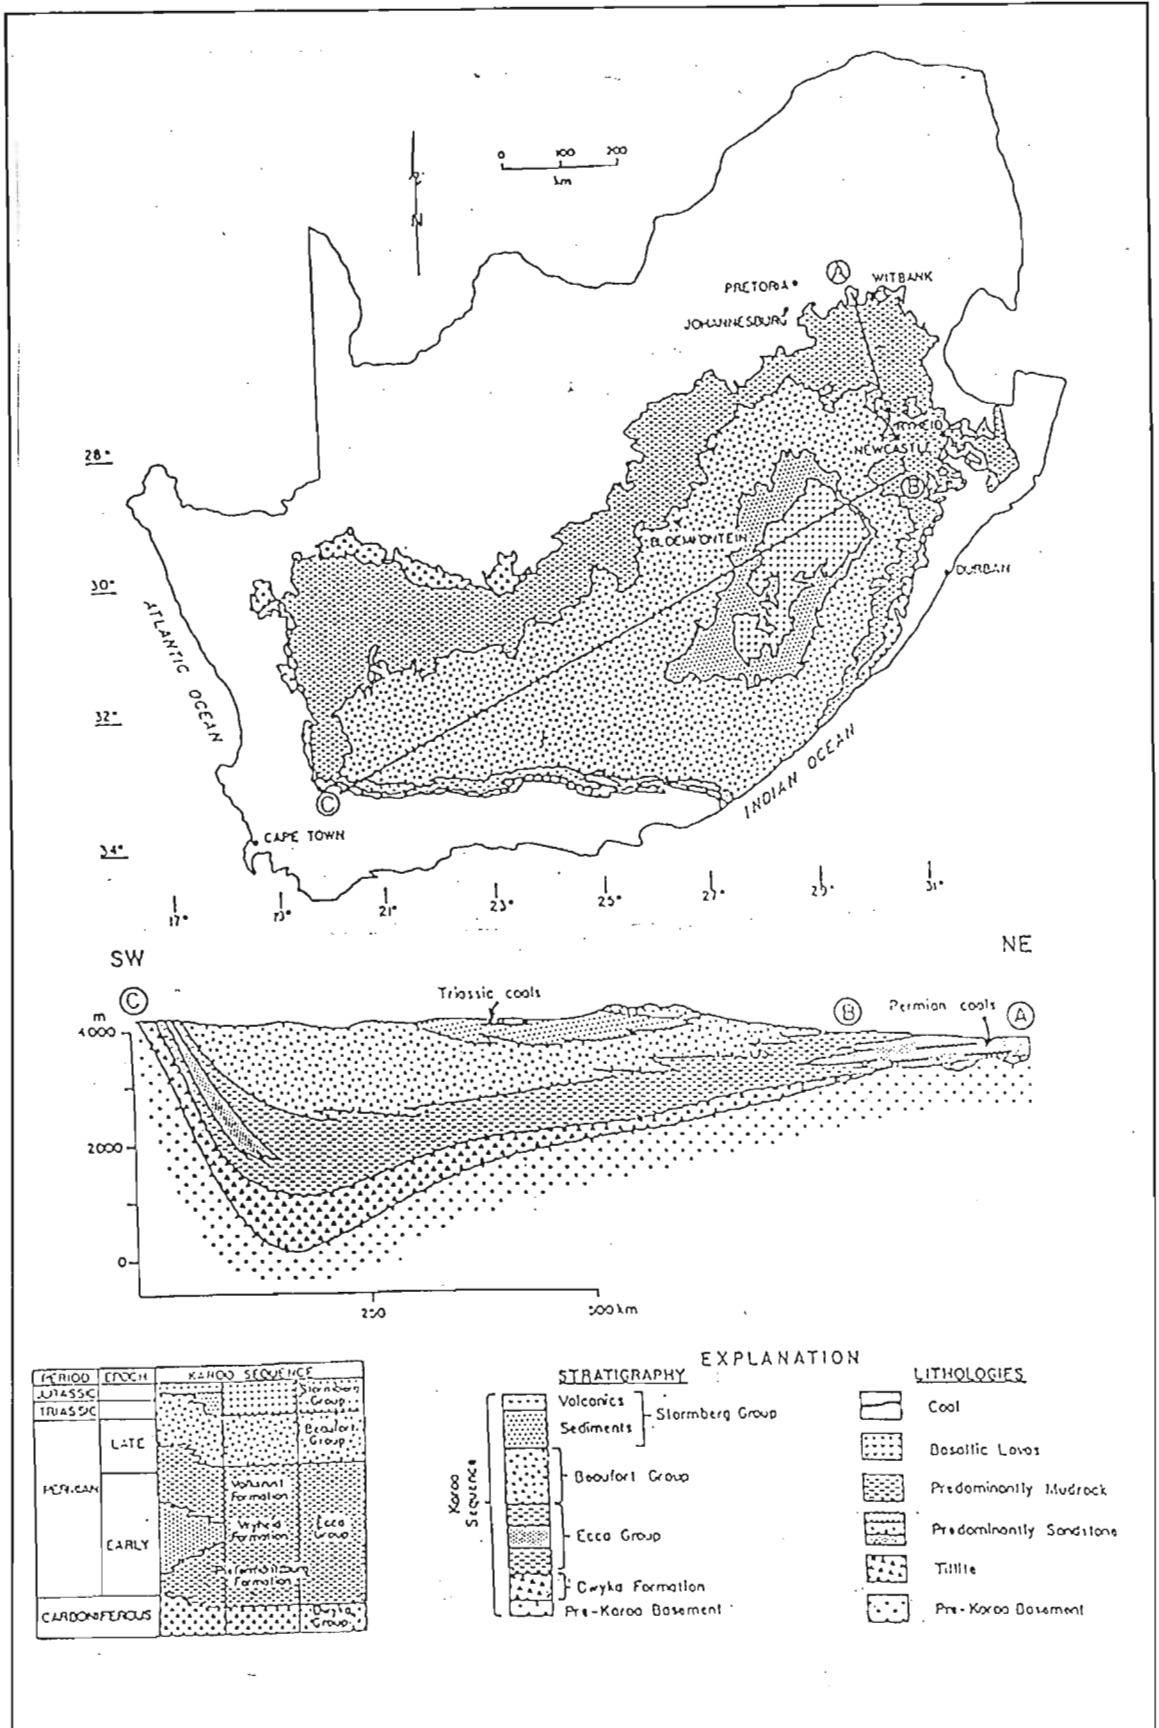 0 100 200
km
N
A
WITBANK
PRETORIA
JOHANNESBURG
28°
NEWCASTLE
B
BLOEMFONTEIN
30°
DURBAN
ATLANTIC OCEAN
32°
INDIAN OCEAN
C
CAPE TOWN
34°
17° 19° 21° 23° 25° 27° 29° 31°
SW NE
C Triassic coals B Permian coals A
m
4000
2000
0
250 500 km
EXPLANATION
PERIOD EPOCH KAROO SEQUENCE
JURASSIC
TRIASSIC
Stormberg
Group
LATE
Beaufort
Group
PERMIAN
Volksrust
Formation
EARLY
Vryheid
Formation
Ecca
Group
Pietermaritzburg
Formation
CARBONIFEROUS
Dwyka
Group
STRATIGRAPHY
Volcanics
Sediments
Stormberg Group
Karoo
Sequence
Beaufort Group
Ecca Group
Dwyka Formation
Pre-Karoo Basement
LITHOLOGIES
Coal
Basaltic Lavas
Predominantly Mudrock
Predominantly Sandstone
Tillite
Pre-Karoo Basement